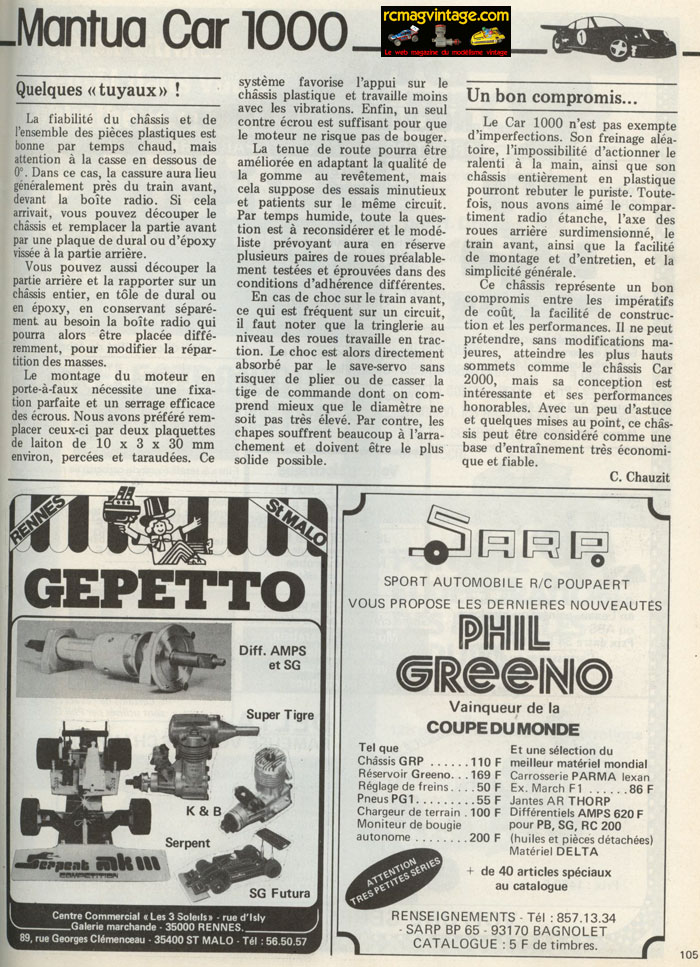 Mantua Car 1000
rcmagvintage.com
Le web magazine du modélisme vintage
1
Quelques «tuyaux» !
La fiabilité du châssis et de
l'ensemble des pièces plastiques est
bonne par temps chaud, mais
attention à la casse en dessous de
0°. Dans ce cas, la cassure aura lieu
généralement près du train avant,
devant la boîte radio. Si cela
arrivait, vous pouvez découper le
châssis et remplacer la partie avant
par une plaque de dural ou d'époxy
vissée à la partie arrière.
Vous pouvez aussi découper la
partie arrière et la rapporter sur un
châssis entier, en tôle de dural ou
en époxy, en conservant séparé-
ment au besoin la boîte radio qui
pourra alors être placée diffé-
remment, pour modifier la répar-
tition des masses.
Le montage du moteur en
porte-à-faux nécessite une fixa-
tion parfaite et un serrage efficace
des écrous. Nous avons préféré rem-
placer ceux-ci par deux plaquettes
de laiton de 10 x 3 x 30 mm
environ, percées et taraudées. Ce
système favorise l'appui sur le
châssis plastique et travaille moins
avec les vibrations. Enfin, un seul
contre écrou est suffisant pour que
le moteur ne risque pas de bouger.
La tenue de route pourra être
améliorée en adaptant la qualité de
la gomme au revêtement, mais
cela suppose des essais minutieux
et patients sur le même circuit.
Par temps humide, toute la ques-
tion est à reconsidérer et le modé-
liste prévoyant aura en réserve
plusieurs paires de roues préalable-
ment testées et éprouvées dans des
conditions d'adhérence différentes.
En cas de choc sur le train avant,
ce qui est fréquent sur un circuit,
il faut noter que la tringlerie au
niveau des roues travaille en trac-
tion. Le choc est alors directement
absorbé par le save-servo sans
risquer de plier ou de casser la
tige de commande dont on com-
prend mieux que le diamètre ne
soit pas très élevé. Par contre, les
chapes souffrent beaucoup à l'arra-
chement et doivent être le plus
solide possible.
Un bon compromis...
Le Car 1000 n'est pas exempte
d'imperfections. Son freinage aléa-
toire, l'impossibilité d'actionner le
ralenti à la main, ainsi que son
châssis entièrement en plastique
pourront rebuter le puriste. Toute-
fois, nous avons aimé le compar-
timent radio étanche, l'axe des
roues arrière surdimensionné, le
train avant, ainsi que la facilité
de montage et d'entretien, et la
simplicité générale.
Ce châssis représente un bon
compromis entre les impératifs
de coût, la facilité de construc-
tion et les performances. Il ne peut
prétendre, sans modifications ma-
jeures, atteindre les plus hauts
sommets comme le châssis Car
2000, mais sa conception est
intéressante et ses performances
honorables. Avec un peu d'astuce
et quelques mises au point, ce châs-
sis peut être considéré comme une
base d'entraînement très économi-
que et fiable.
C. Chauzit
RENNES
St MALO
GEPETTO
Diff. AMPS
et SG
Super Tigre
K & B
Serpent
Serpent mk III
COMPETITION
SG Futura
Centre Commercial «Les 3 Soleils» - rue d'Isly
Galerie marchande - 35000 RENNES.
89, rue Georges Clémenceau - 35400 ST MALO - Tél : 56.50.57
SARP
SPORT AUTOMOBILE R/C POUPAERT
VOUS PROPOSE LES DERNIERES NOUVEAUTÉS
PHIL
GREENO
Vainqueur de la
COUPE DU MONDE
Tel que
Châssis GRP ......110 F
Réservoir Greeno...169 F
Réglage de freins....50 F
Pneus PG1.........55 F
Chargeur de terrain .100 F
Moniteur de bougie
autonome .......200 F
Et une sélection du
meilleur matériel mondial
Carrosserie PARMA lexan
Ex. March F1 ......86 F
Jantes AR THORP
Différentiels AMPS 620 F
pour PB, SG, RC 200
(huiles et pièces détachées)
Matériel DELTA
ATTENTION
TRES PETITES SÉRIES
+ de 40 articles spéciaux
au catalogue
RENSEIGNEMENTS - Tél : 857.13.34
- SARP BP 65 - 93170 BAGNOLET
CATALOGUE : 5 F de timbres.
105